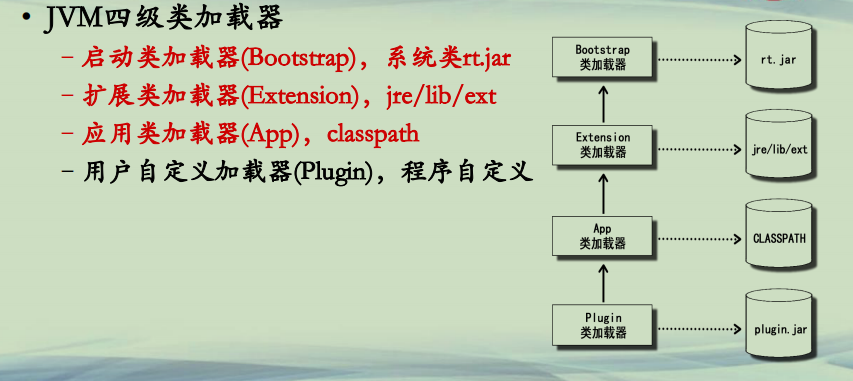 • JVM四级类加载器
– 启动类加载器(Bootstrap)，系统类rt.jar
– 扩展类加载器(Extension)，jre/lib/ext
– 应用类加载器(App)，classpath
– 用户自定义加载器(Plugin)，程序自定义
Bootstrap
类加载器
rt.jar
Extension
类加载器
jre/lib/ext
App
类加载器
CLASSPATH
Plugin
类加载器
plugin.jar